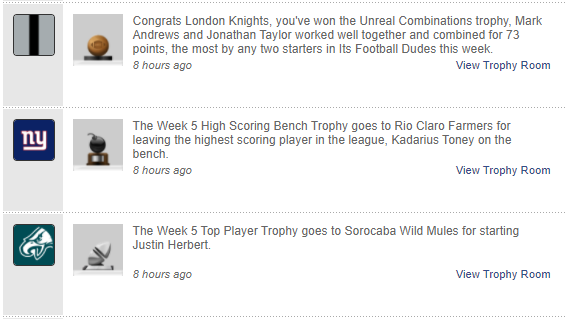 Congrats London Knights, you've won the Unreal Combinations trophy, Mark
Andrews and Jonathan Taylor worked well together and combined for 73
points, the most by any two starters in Its Football Dudes this week.
8 hours ago View Trophy Room
ny
The Week 5 High Scoring Bench Trophy goes to Rio Claro Farmers for
leaving the highest scoring player in the league, Kadarius Toney on the
bench.
8 hours ago View Trophy Room
The Week 5 Top Player Trophy goes to Sorocaba Wild Mules for starting
Justin Herbert.
8 hours ago View Trophy Room